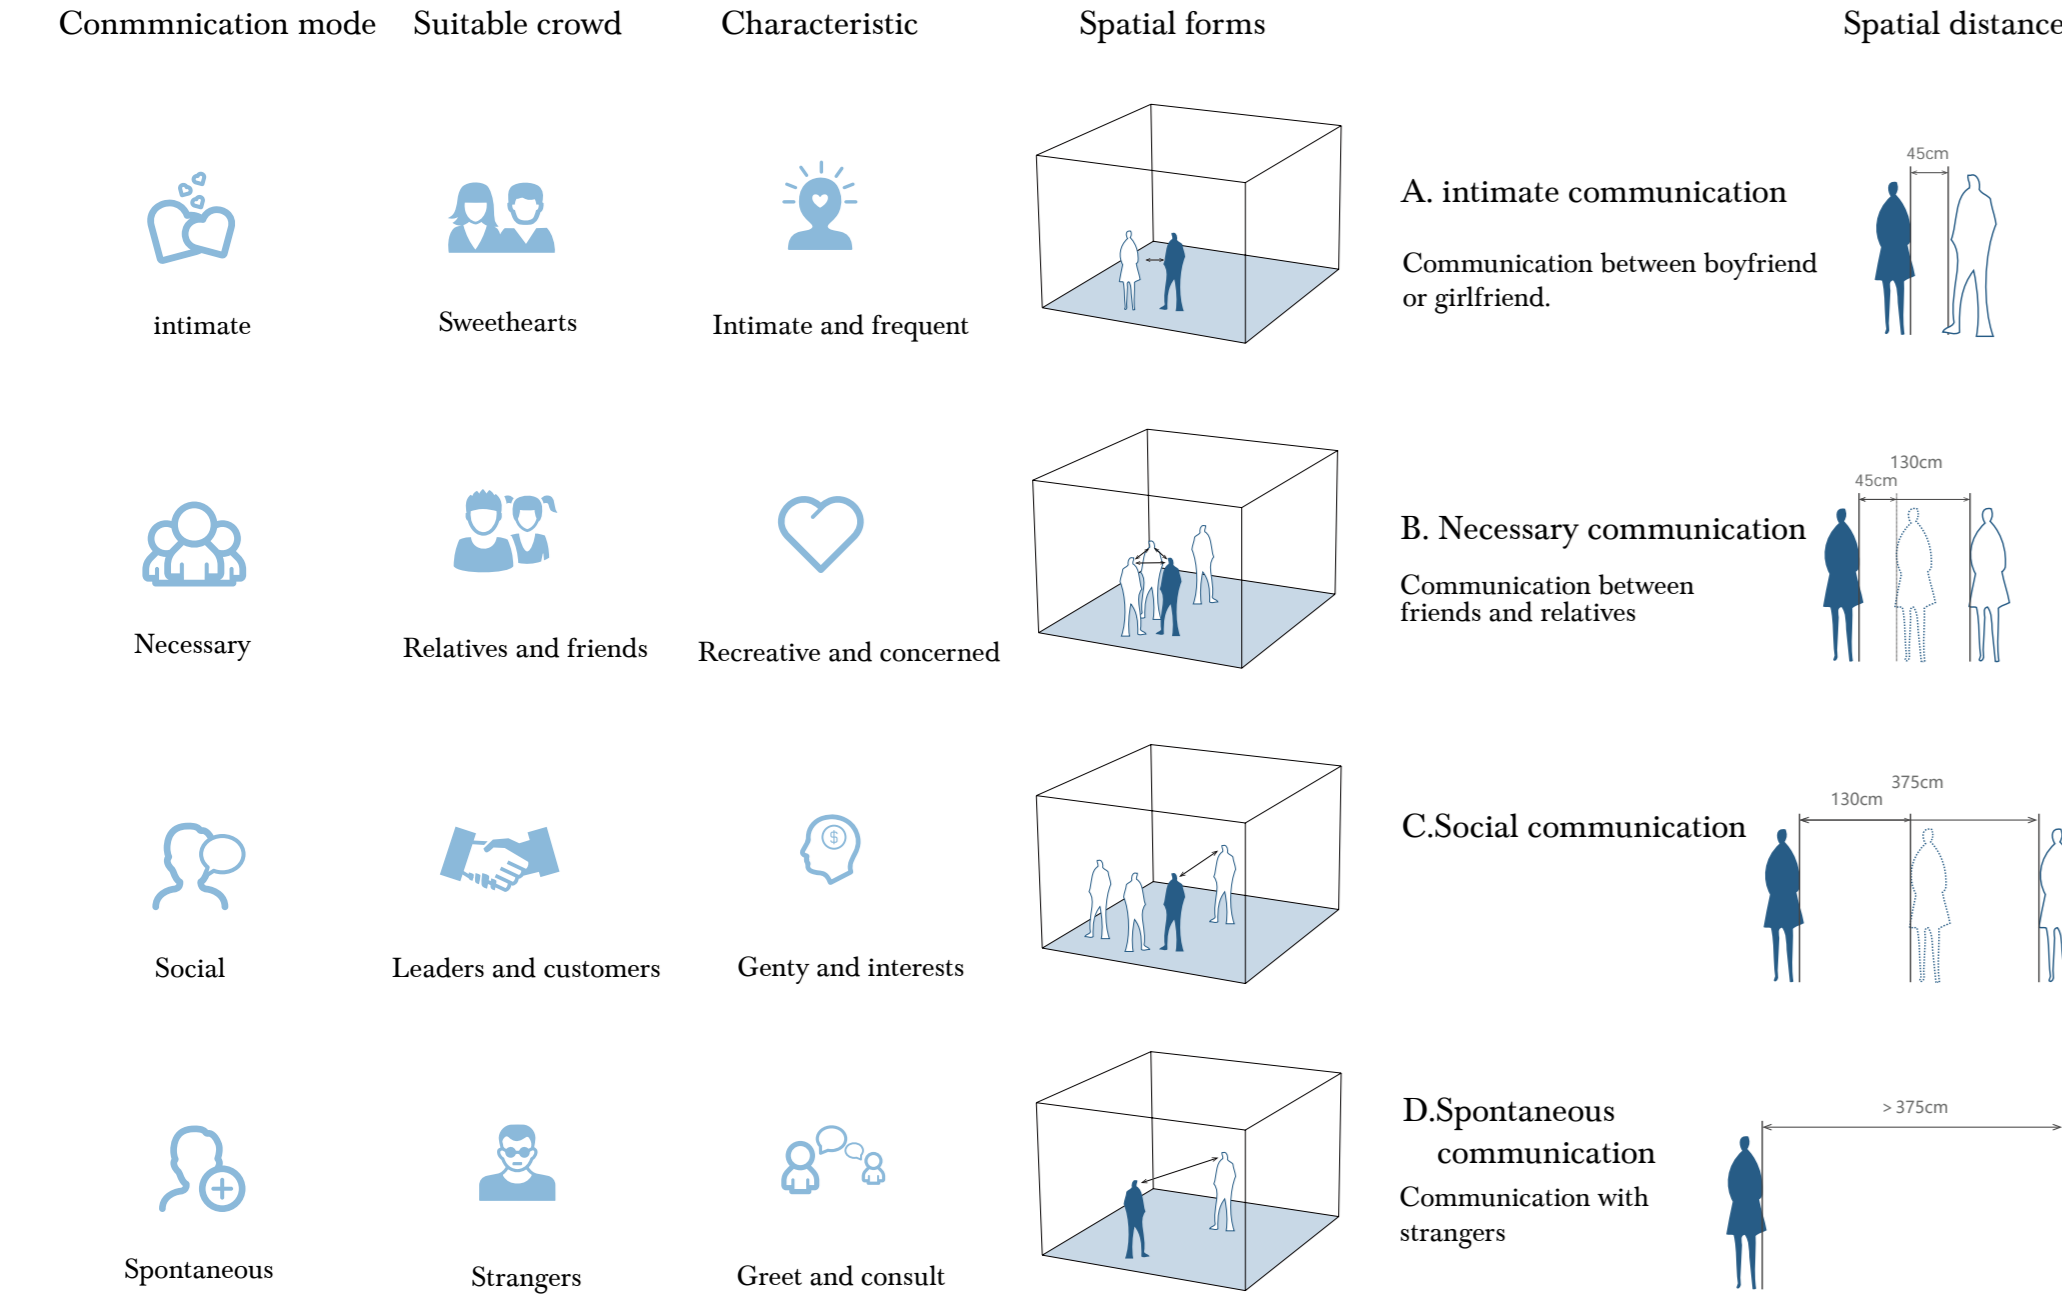 Conmmnication mode
Suitable crowd
Characteristic
Spatial forms
Spatial distance
intimate
Sweethearts
Intimate and frequent
A. intimate communication
Communication between boyfriend
or girlfriend.
45cm
Necessary
Relatives and friends
Recreative and concerned
B. Necessary communication
Communication between
friends and relatives
130cm
45cm
$
Social
Leaders and customers
Genty and interests
C.Social communication
375cm
130cm
Spontaneous
Strangers
Greet and consult
D.Spontaneous
communication
Communication with
strangers
> 375cm